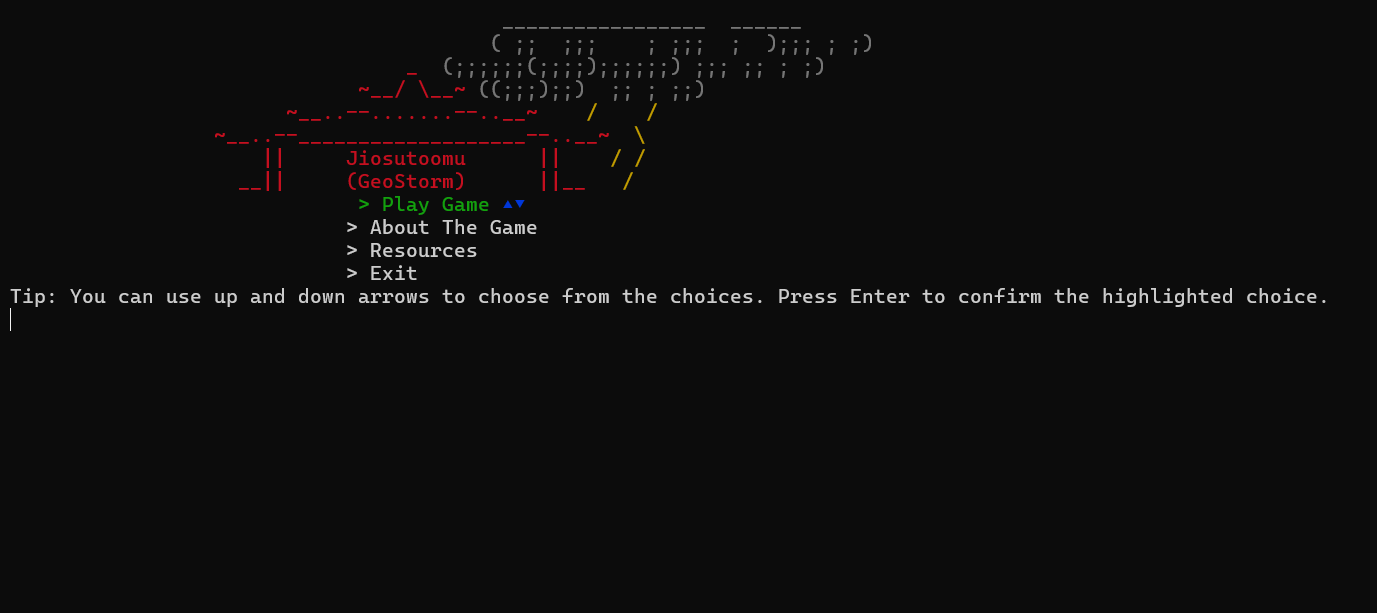 Jiosutoomu
(GeoStorm)
> Play Game ▲▼
> About The Game
> Resources
> Exit
Tip: You can use up and down arrows to choose from the choices. Press Enter to confirm the highlighted choice.